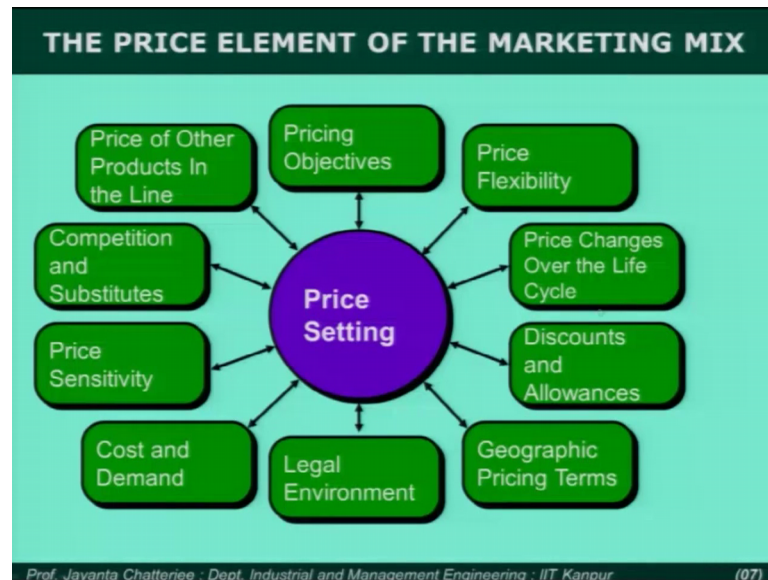 THE PRICE ELEMENT OF THE MARKETING MIX
Pricing
Objectives
Price
Flexibility
Price Changes
Over the Life
Cycle
Discounts
and
Allowances
Geographic
Pricing Terms
Legal
Environment
Cost and
Demand
Price
Sensitivity
Competition
and
Substitutes
Price of Other
Products In
the Line
Price
Setting
Prof. Jayanta Chatterjee : Dept. Industrial and Management Engineering : IIT Kanpur (07)